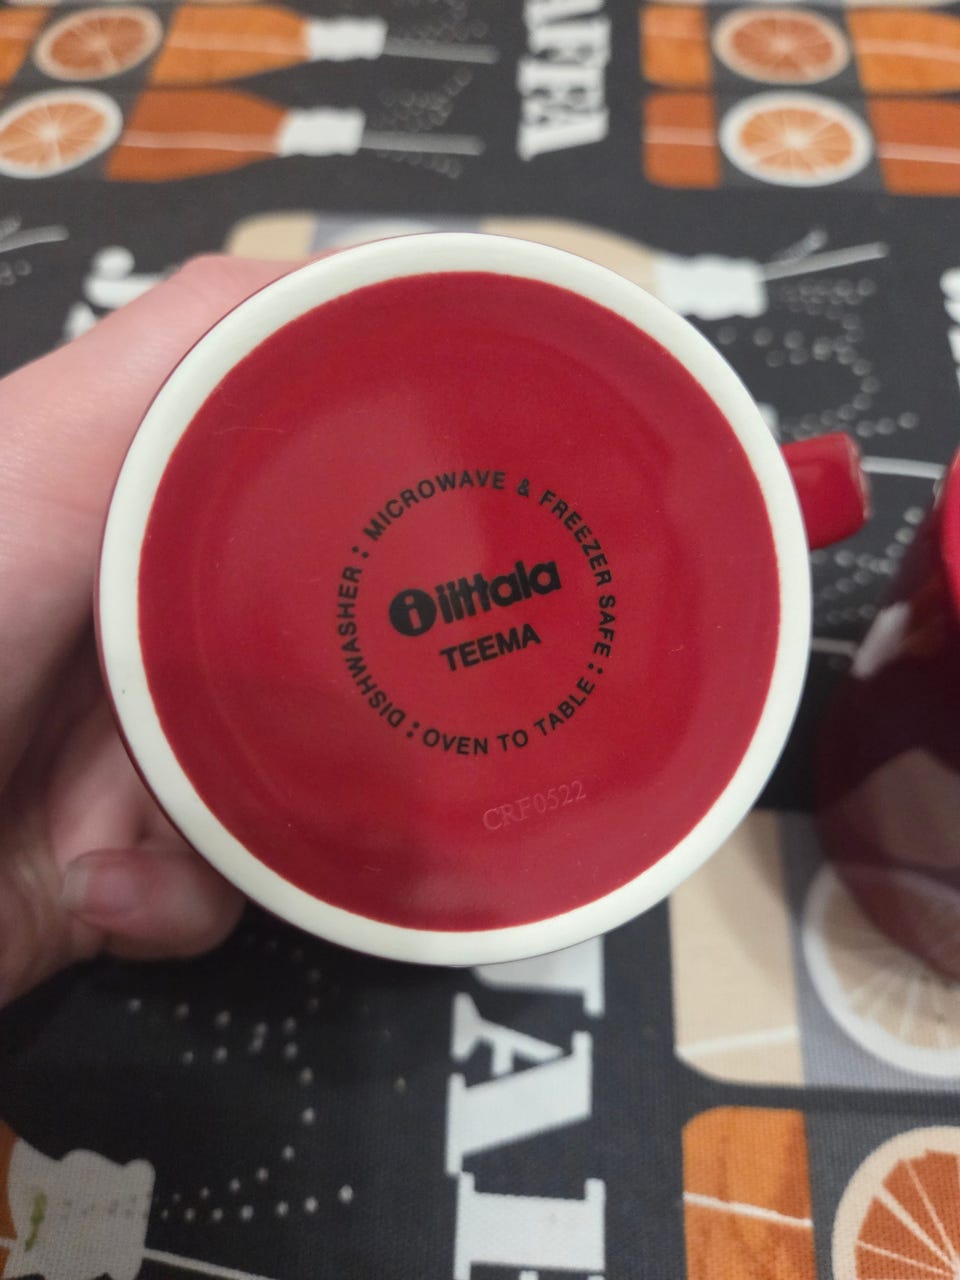 : MICROWAVE & FREEZER SAFE : OVEN TO TABLE : DISHWASHER
i iittala
TEEMA
CRF0522